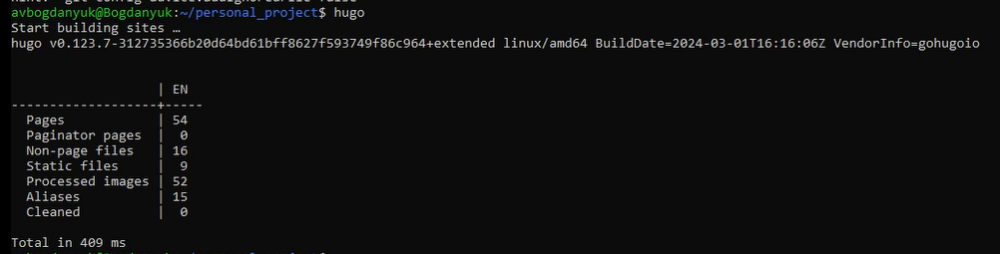 avbogdanyuk@Bogdanyuk:~/personal_project$ hugo
Start building sites …
hugo v0.123.7-312735366b20d64bd61bff8627f593749f86c964+extended linux/amd64 BuildDate=2024-03-01T16:16:06Z VendorInfo=gohugoio
| EN
-------------------+-----
Pages | 54
Paginator pages | 0
Non-page files | 16
Static files | 9
Processed images | 52
Aliases | 15
Cleaned | 0
Total in 409 ms